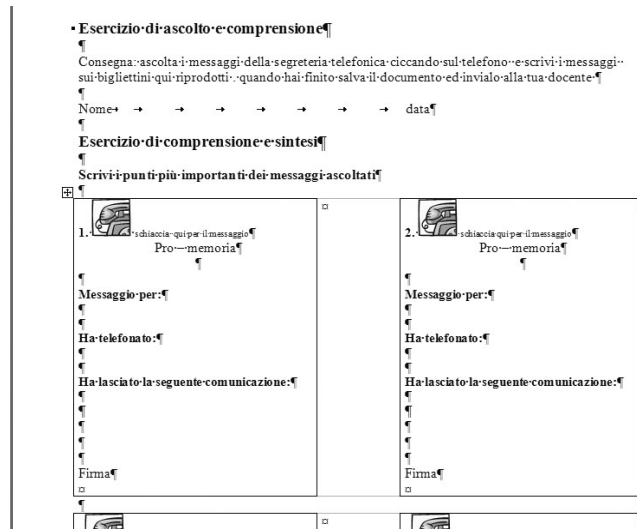 Esercizio di ascolto e comprensione
Consegna: ascolta i messaggi della segreteria telefonica ciccando sul telefono e scrivi i messaggi
sui bigliettini qui riprodotti . quando hai finito salva il documento ed invialo alla tua docente
Nome data
Esercizio di comprensione e sintesi
Scrivi i punti più importanti dei messaggi ascoltati
1. schiaccia qui per il messaggio
Pro – memoria
Messaggio per:
Ha telefonato:
Ha lasciato la seguente comunicazione:
Firma
2. schiaccia qui per il messaggio
Pro – memoria
Messaggio per:
Ha telefonato:
Ha lasciato la seguente comunicazione:
Firma